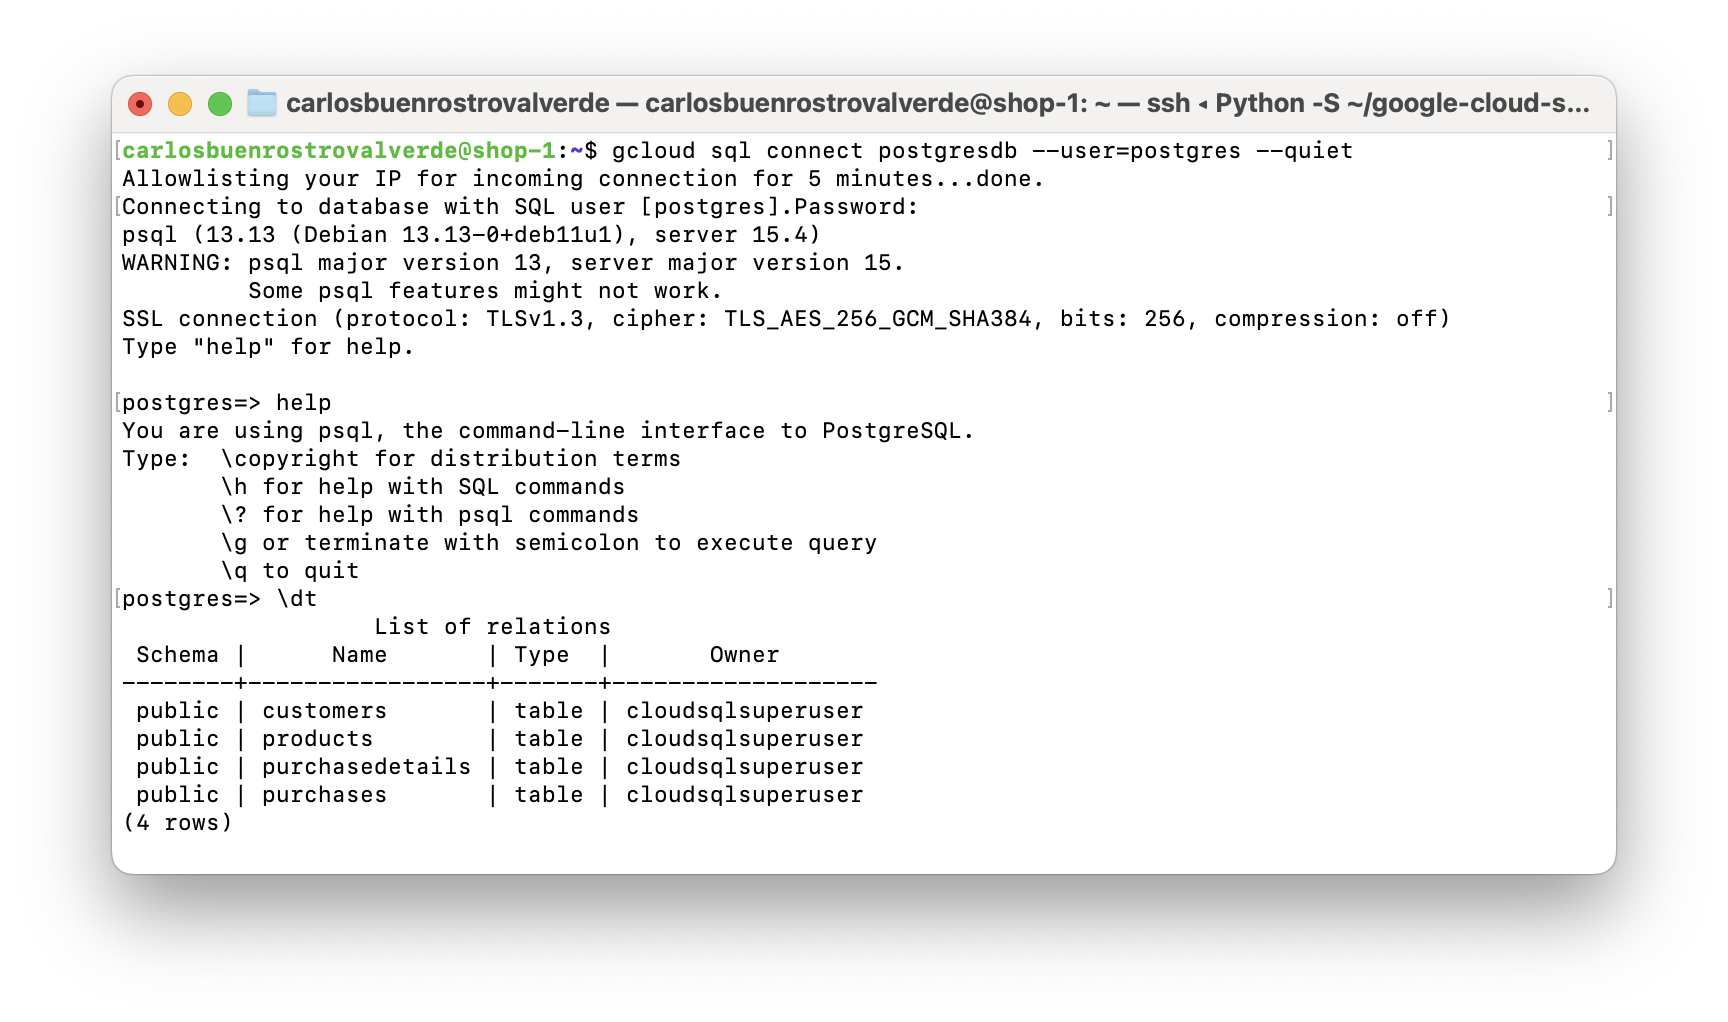 carlosbuenrostrovalverde — carlosbuenrostrovalverde@shop-1: ~ — ssh ◂ Python -S ~/google-cloud-s...
[carlosbuenrostrovalverde@shop-1:~$ gcloud sql connect postgresdb --user=postgres --quiet ]
Allowlisting your IP for incoming connection for 5 minutes...done.
[Connecting to database with SQL user [postgres].Password: ]
psql (13.13 (Debian 13.13-0+deb11u1), server 15.4)
WARNING: psql major version 13, server major version 15.
         Some psql features might not work.
SSL connection (protocol: TLSv1.3, cipher: TLS_AES_256_GCM_SHA384, bits: 256, compression: off)
Type "help" for help.
[postgres=> help ]
You are using psql, the command-line interface to PostgreSQL.
Type:  \copyright for distribution terms
       \h for help with SQL commands
       \? for help with psql commands
       \g or terminate with semicolon to execute query
       \q to quit
[postgres=> \dt ]
                  List of relations
 Schema |      Name       | Type  |       Owner
--------+-----------------+-------+-------------------
 public | customers       | table | cloudsqlsuperuser
 public | products        | table | cloudsqlsuperuser
 public | purchasedetails | table | cloudsqlsuperuser
 public | purchases       | table | cloudsqlsuperuser
(4 rows)